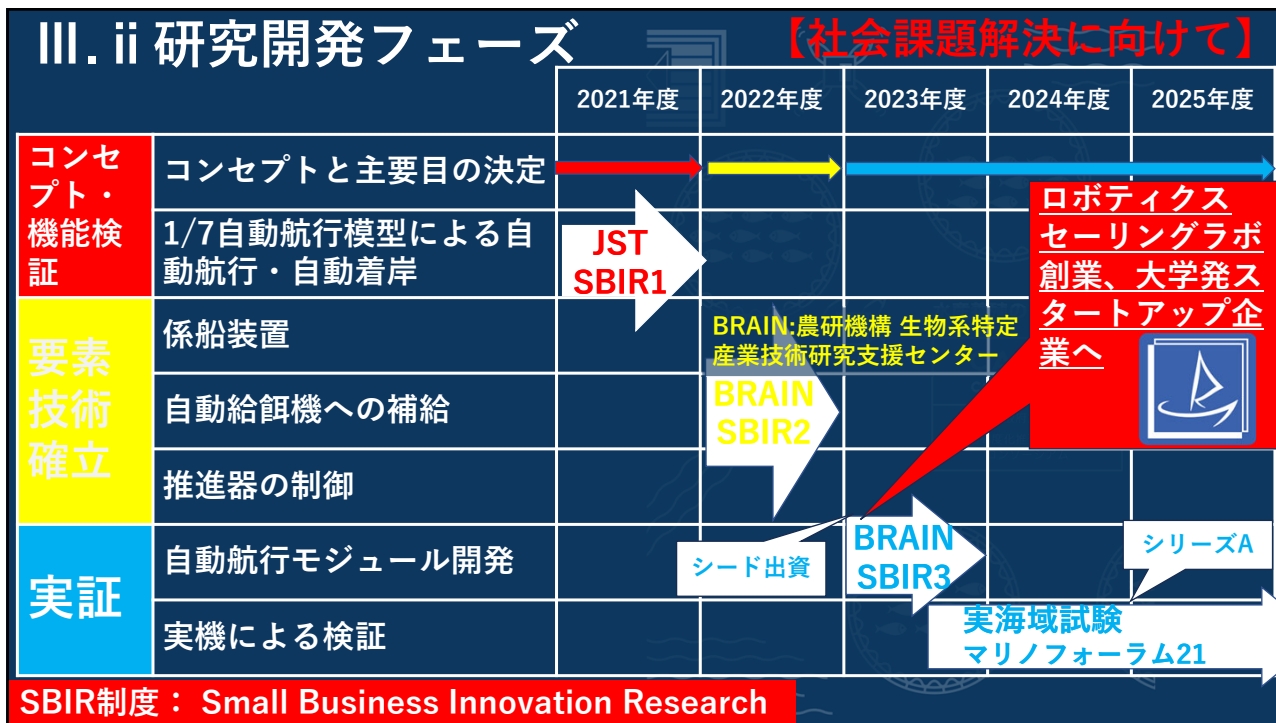 Ⅲ.ⅱ研究開発フェーズ
【社会課題解決に向けて】
2021年度
2022年度
2023年度
2024年度
2025年度
コンセ
プト・
機能検
証
コンセプトと主要目の決定
1/7自動航行模型による自
動航行・自動着岸
JST
SBIR1
ロボティクス
セーリングラボ
創業、大学発ス
タートアップ企
業へ
要素
技術
確立
係船装置
自動給餌機への補給
推進器の制御
BRAIN:農研機構 生物系特定
産業技術研究支援センター
BRAIN
SBIR2
実証
自動航行モジュール開発
実機による検証
シード出資
BRAIN
SBIR3
シリーズA
実海域試験
マリノフォーラム21
SBIR制度： Small Business Innovation Research